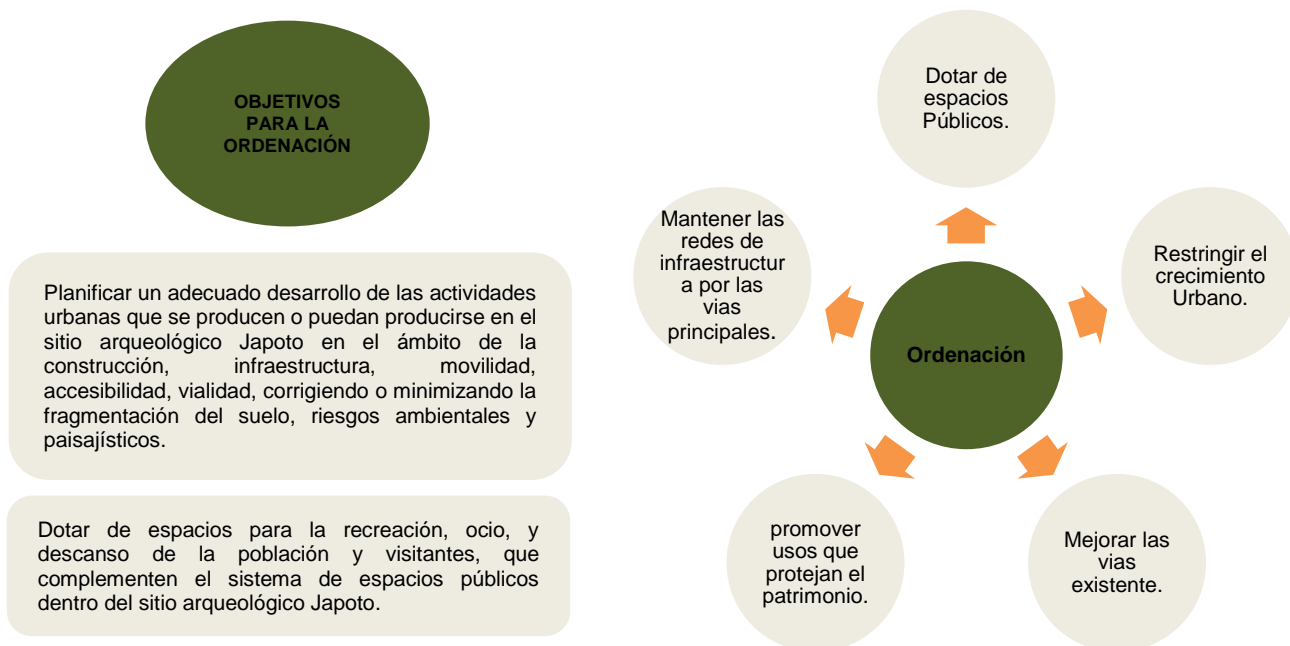 OBJETIVOS
PARA LA
ORDENACIÓN
Planificar un adecuado desarrollo de las actividades
urbanas que se producen o puedan producirse en el
sitio arqueológico Japoto en el ámbito de la
construcción, infraestructura, movilidad,
accesibilidad, vialidad, corrigiendo o minimizando la
fragmentación del suelo, riesgos ambientales y
paisajísticos.
Dotar de espacios para la recreación, ocio, y
descanso de la población y visitantes, que
complementen el sistema de espacios públicos
dentro del sitio arqueológico Japoto.
Dotar de
espacios
Públicos.
Restringir el
crecimiento
Urbano.
Mejorar las
vias
existente.
promover
usos que
protejan el
patrimonio.
Mantener las
redes de
infraestructur
a por las
vias
principales.
Ordenación